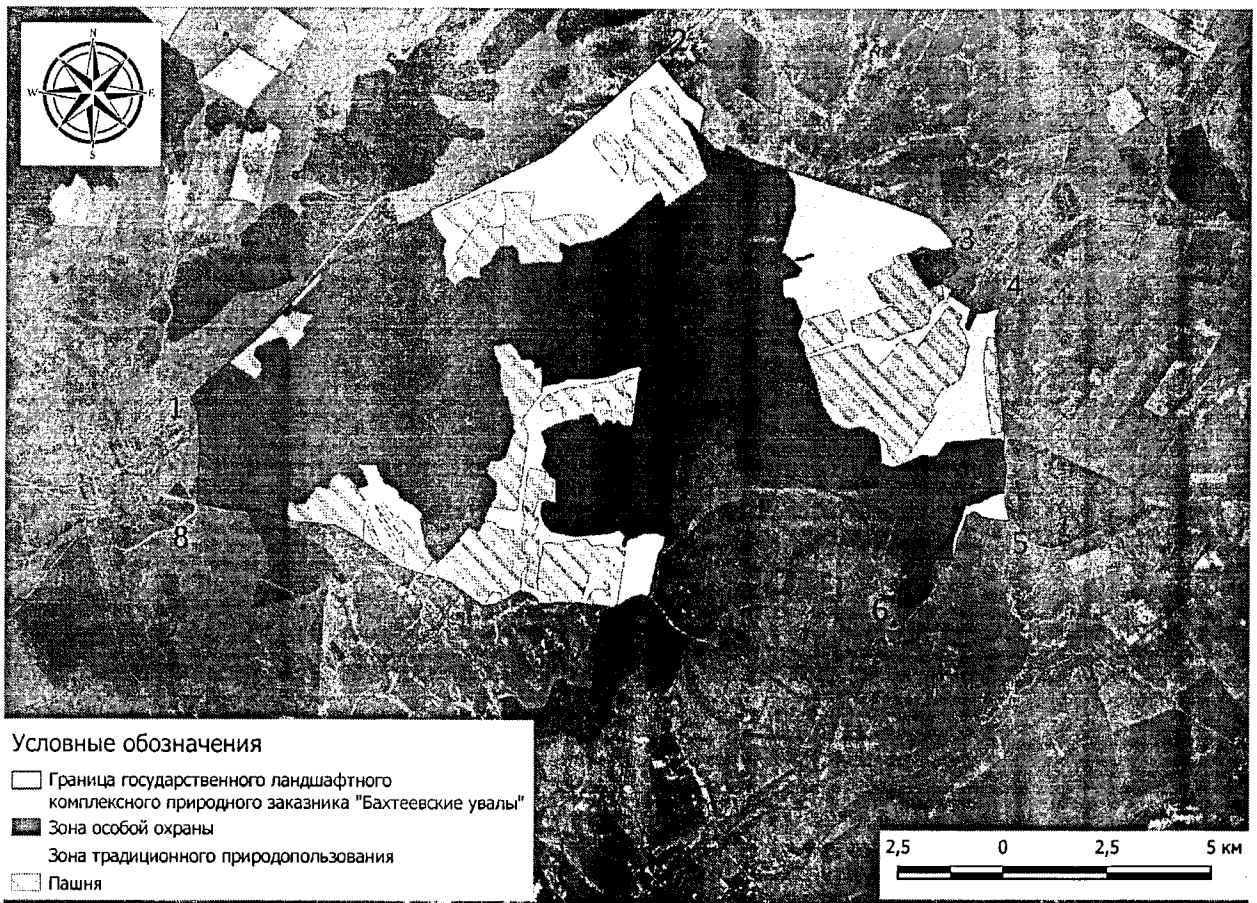 N
W E
S
2
3
4
1
8
5
6
Условные обозначения
Граница государственного ландшафтного
комплексного природного заказника "Бахтеевские увалы"
Зона особой охраны
Зона традиционного природопользования
Пашня
2,5 0 2,5 5 км